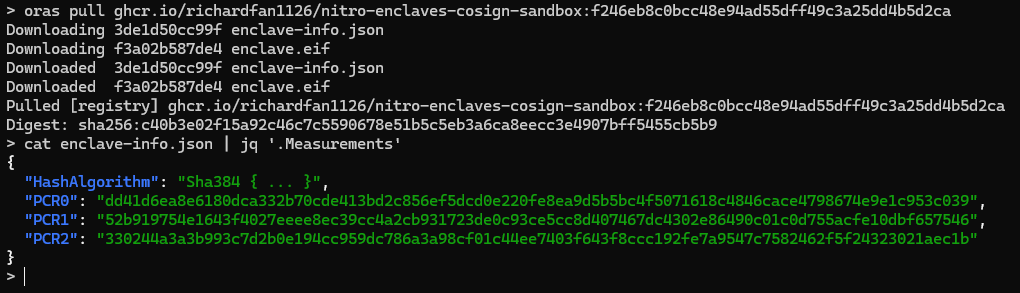 > oras pull ghcr.io/richardfan1126/nitro-enclaves-cosign-sandbox:f246eb8c0bcc48e94ad55dff49c3a25dd4b5d2ca
Downloading 3de1d50cc99f enclave-info.json
Downloading f3a02b587de4 enclave.eif
Downloaded  3de1d50cc99f enclave-info.json
Downloaded  f3a02b587de4 enclave.eif
Pulled [registry] ghcr.io/richardfan1126/nitro-enclaves-cosign-sandbox:f246eb8c0bcc48e94ad55dff49c3a25dd4b5d2ca
Digest: sha256:c40b3e02f15a92c46c7c5590678e51b5c5eb3a6ca8eecc3e4907bff5455cb5b9
> cat enclave-info.json | jq '.Measurements'
{
  "HashAlgorithm": "Sha384 { ... }",
  "PCR0": "dd41d6ea8e6180dca332b70cde413bd2c856ef5dcd0e220fe8ea9d5b5bc4f5071618c4846cace4798674e9e1c953c039",
  "PCR1": "52b919754e1643f4027eeee8ec39cc4a2cb931723de0c93ce5cc8d407467dc4302e86490c01c0d755acfe10dbf657546",
  "PCR2": "330244a3a3b993c7d2b0e194cc959dc786a3a98cf01c44ee7403f643f8ccc192fe7a9547c7582462f5f24323021aec1b"
}
>